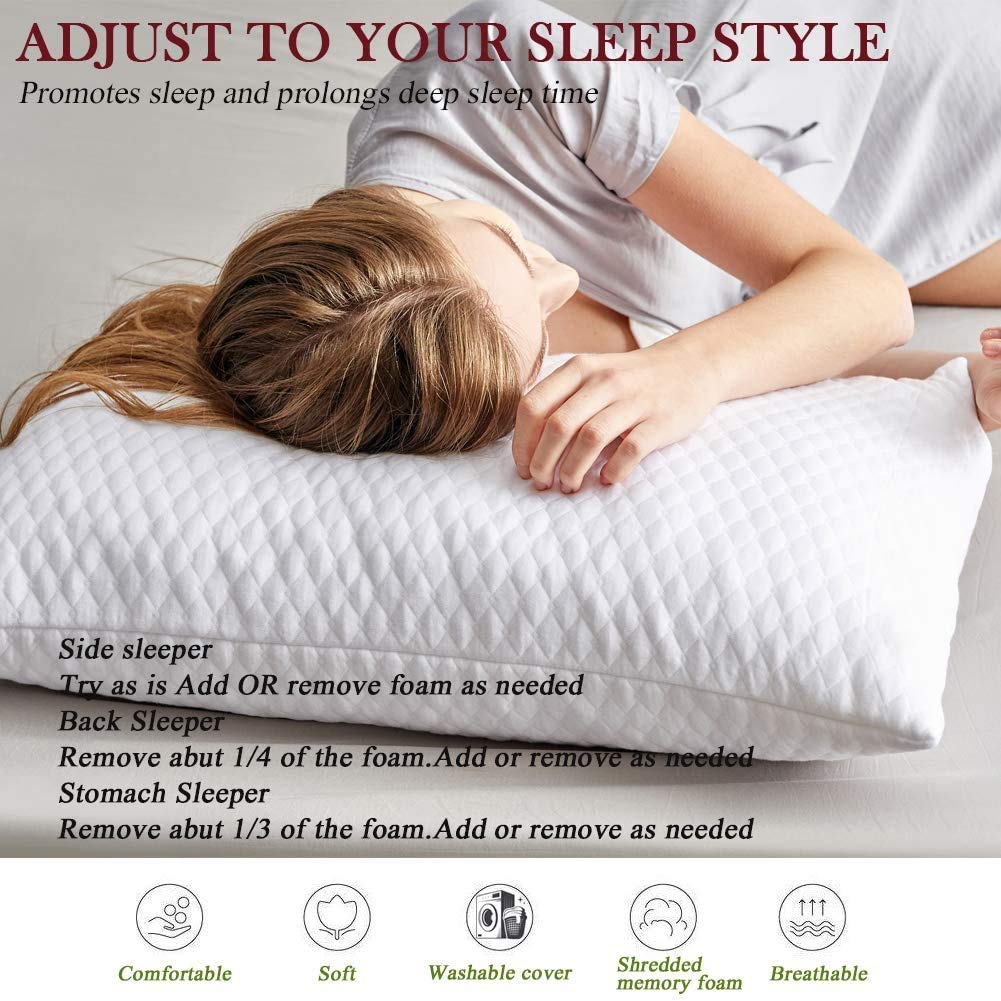 ADJUST TO YOUR SLEEP STYLE
Promotes sleep and prolongs deep sleep time
Side sleeper
Try as is Add OR remove foam as needed
Back Sleeper
Remove abut 1/4 of the foam.Add or remove as needed
Stomach Sleeper
Remove abut 1/3 of the foam.Add or remove as needed
Comfortable
Soft
Washable cover
Shredded
memory foam
Breathable